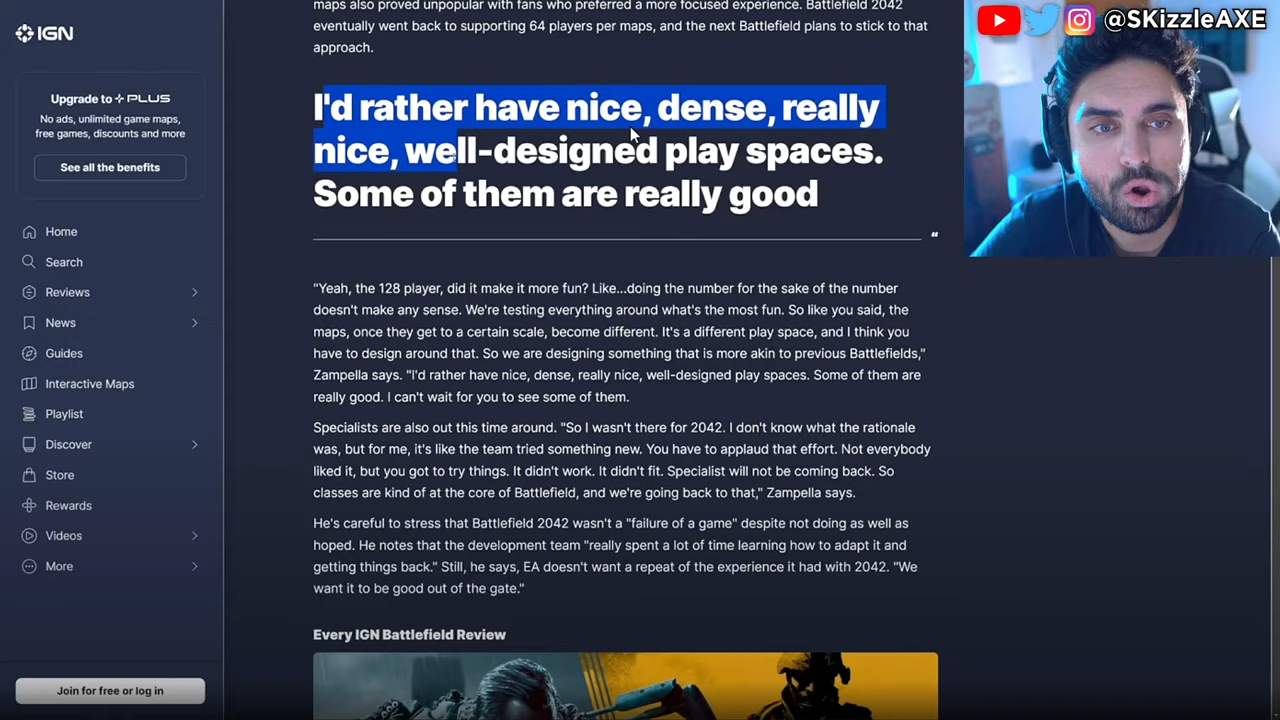 maps also proved unpopular with fans who preferred a more focused experience. Battlefield 2042
eventually went back to supporting 64 players per maps, and the next Battlefield plans to stick to that
approach.
@SKizzleAXE
IGN
Upgrade to PLUS
No ads, unlimited game maps,
free games, discounts and more
See all the benefits
Home
Search
Reviews
News
Guides
Interactive Maps
Playlist
Discover
Store
Rewards
Videos
More
Join for free or log in
I'd rather have nice, dense, really
nice, well-designed play spaces.
Some of them are really good
“
"Yeah, the 128 player, did it make it more fun? Like...doing the number for the sake of the number
doesn't make any sense. We're testing everything around what's the most fun. So like you said, the
maps, once they get to a certain scale, become different. It's a different play space, and I think you
have to design around that. So we are designing something that is more akin to previous Battlefields,"
Zampella says. "I'd rather have nice, dense, really nice, well-designed play spaces. Some of them are
really good. I can't wait for you to see some of them.
Specialists are also out this time around. "So I wasn't there for 2042. I don't know what the rationale
was, but for me, it's like the team tried something new. You have to applaud that effort. Not everybody
liked it, but you got to try things. It didn't work. It didn't fit. Specialist will not be coming back. So
classes are kind of at the core of Battlefield, and we're going back to that," Zampella says.
He's careful to stress that Battlefield 2042 wasn't a "failure of a game" despite not doing as well as
hoped. He notes that the development team "really spent a lot of time learning how to adapt it and
getting things back." Still, he says, EA doesn't want a repeat of the experience it had with 2042. "We
want it to be good out of the gate."
Every IGN Battlefield Review